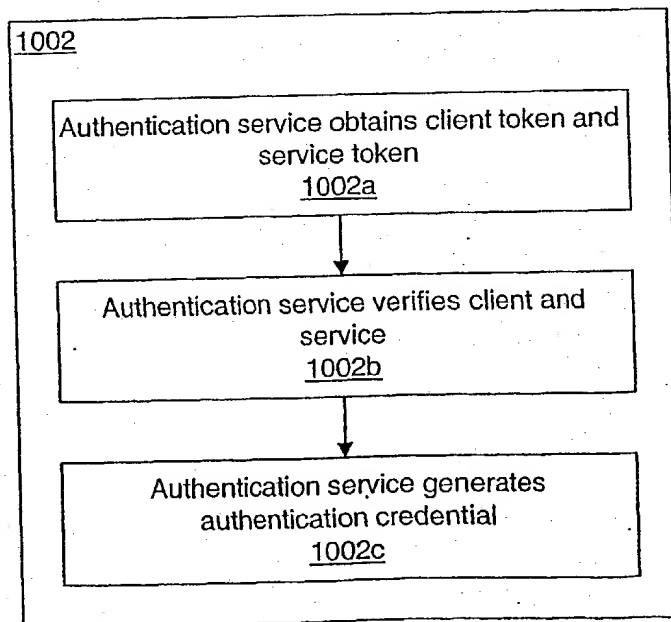 1002
Authentication service obtains client token and
service token
1002a
Authentication service verifies client and
service
1002b
Authentication service generates
authentication credential
1002c